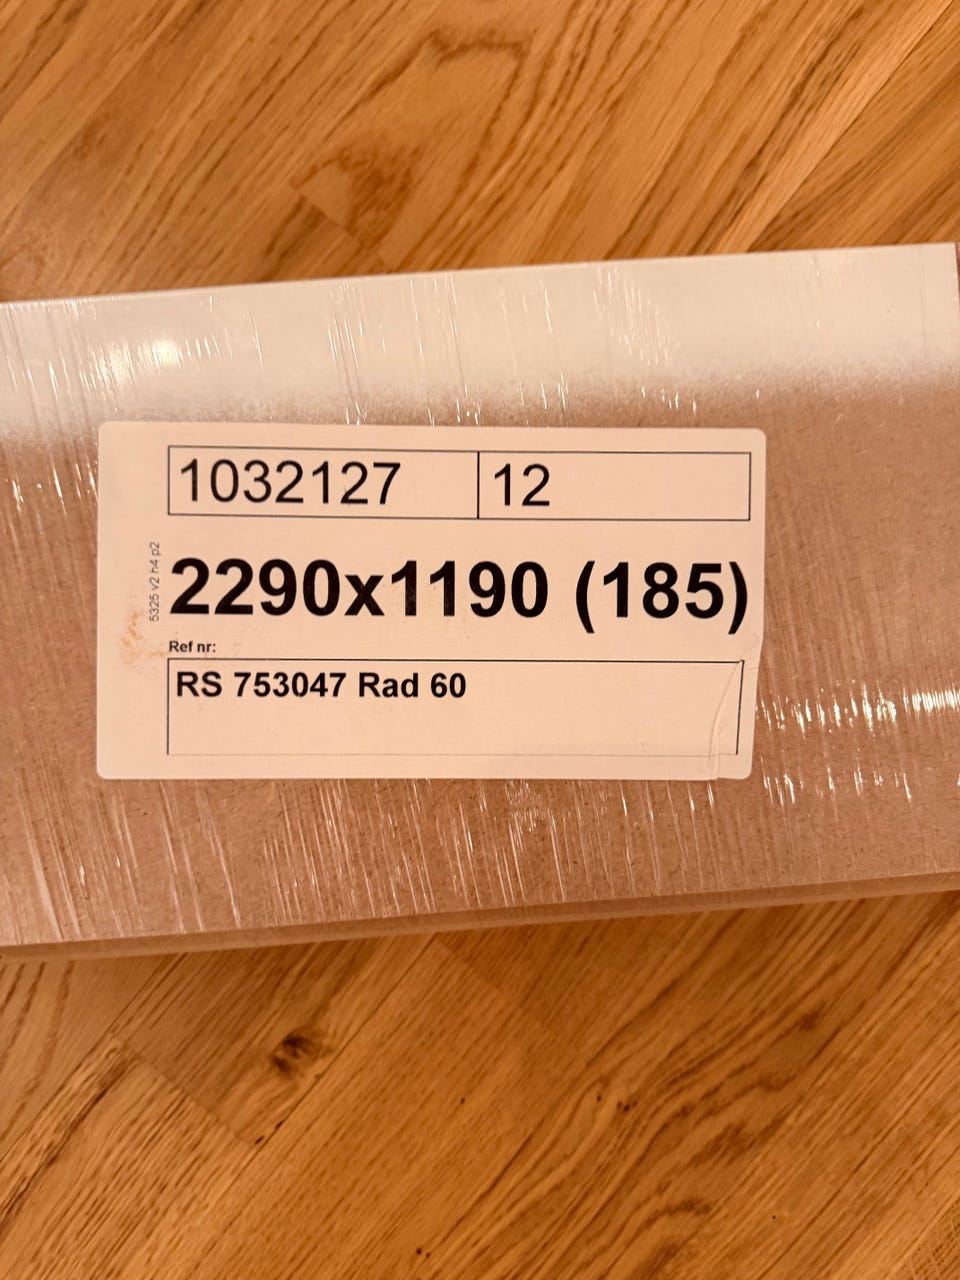 1032127 12
2290x1190 (185)
5325 v2 h4 p2
Ref nr:
RS 753047 Rad 60